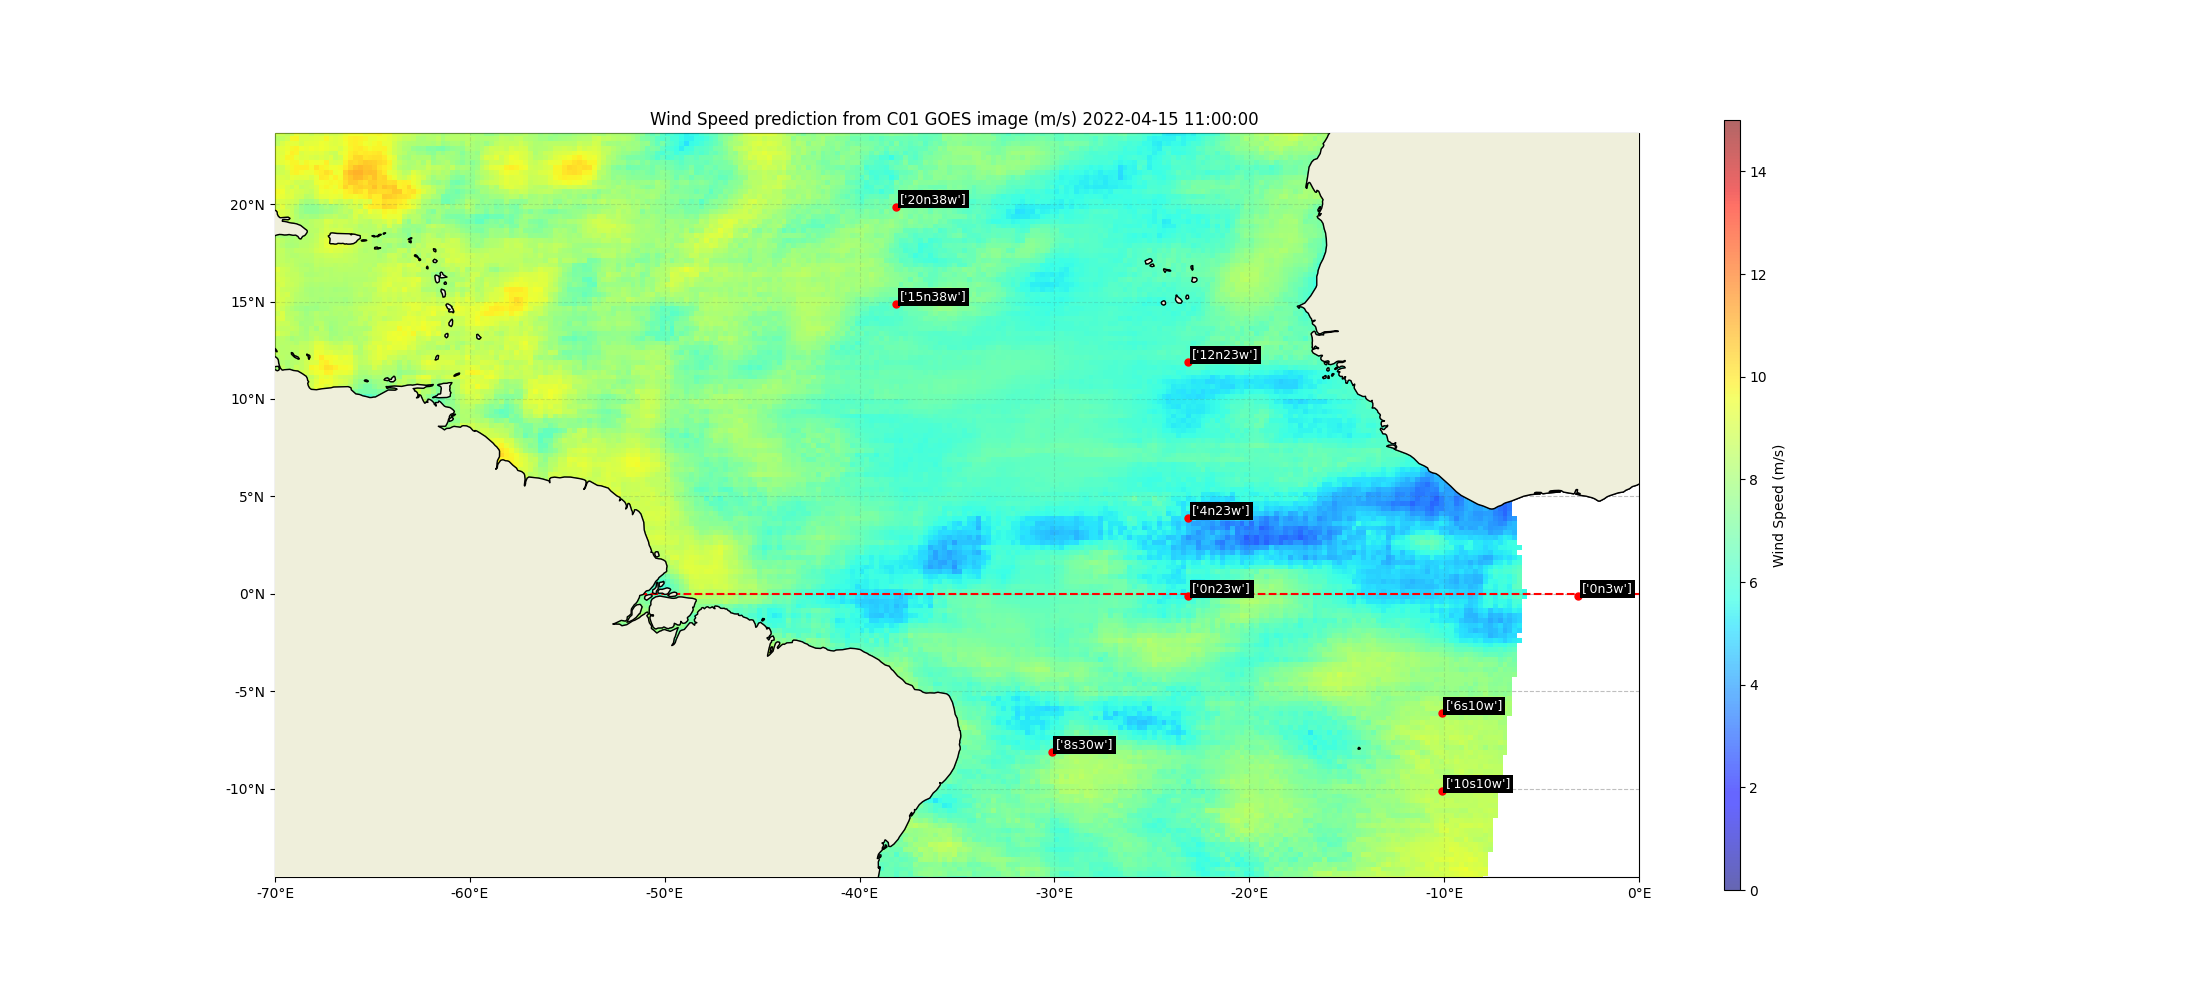 Wind Speed prediction from C01 GOES image (m/s) 2022-04-15 11:00:00
20°N
15°N
10°N
5°N
0°N
-5°N
-10°N
-70°E
-60°E
-50°E
-40°E
-30°E
-20°E
-10°E
0°E
['20n38w']
['15n38w']
['12n23w']
['4n23w']
['0n23w']
['0n3w']
['6s10w']
['8s30w']
['10s10w']
14
12
10
8
6
4
2
0
Wind Speed (m/s)